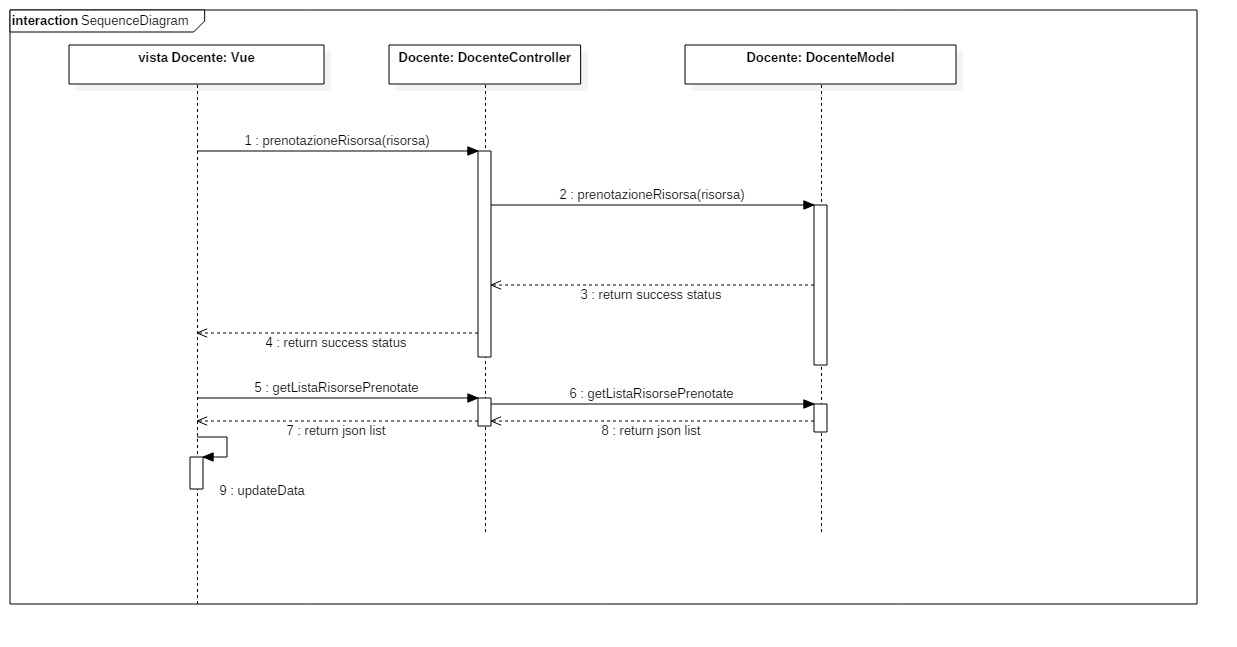 interaction SequenceDiagram
vista Docente: Vue
Docente: DocenteController
Docente: DocenteModel
1 : prenotazioneRisorsa(risorsa)
2 : prenotazioneRisorsa(risorsa)
3 : return success status
4 : return success status
5 : getListaRisorsePrenotate
6 : getListaRisorsePrenotate
7 : return json list
8 : return json list
9 : updateData